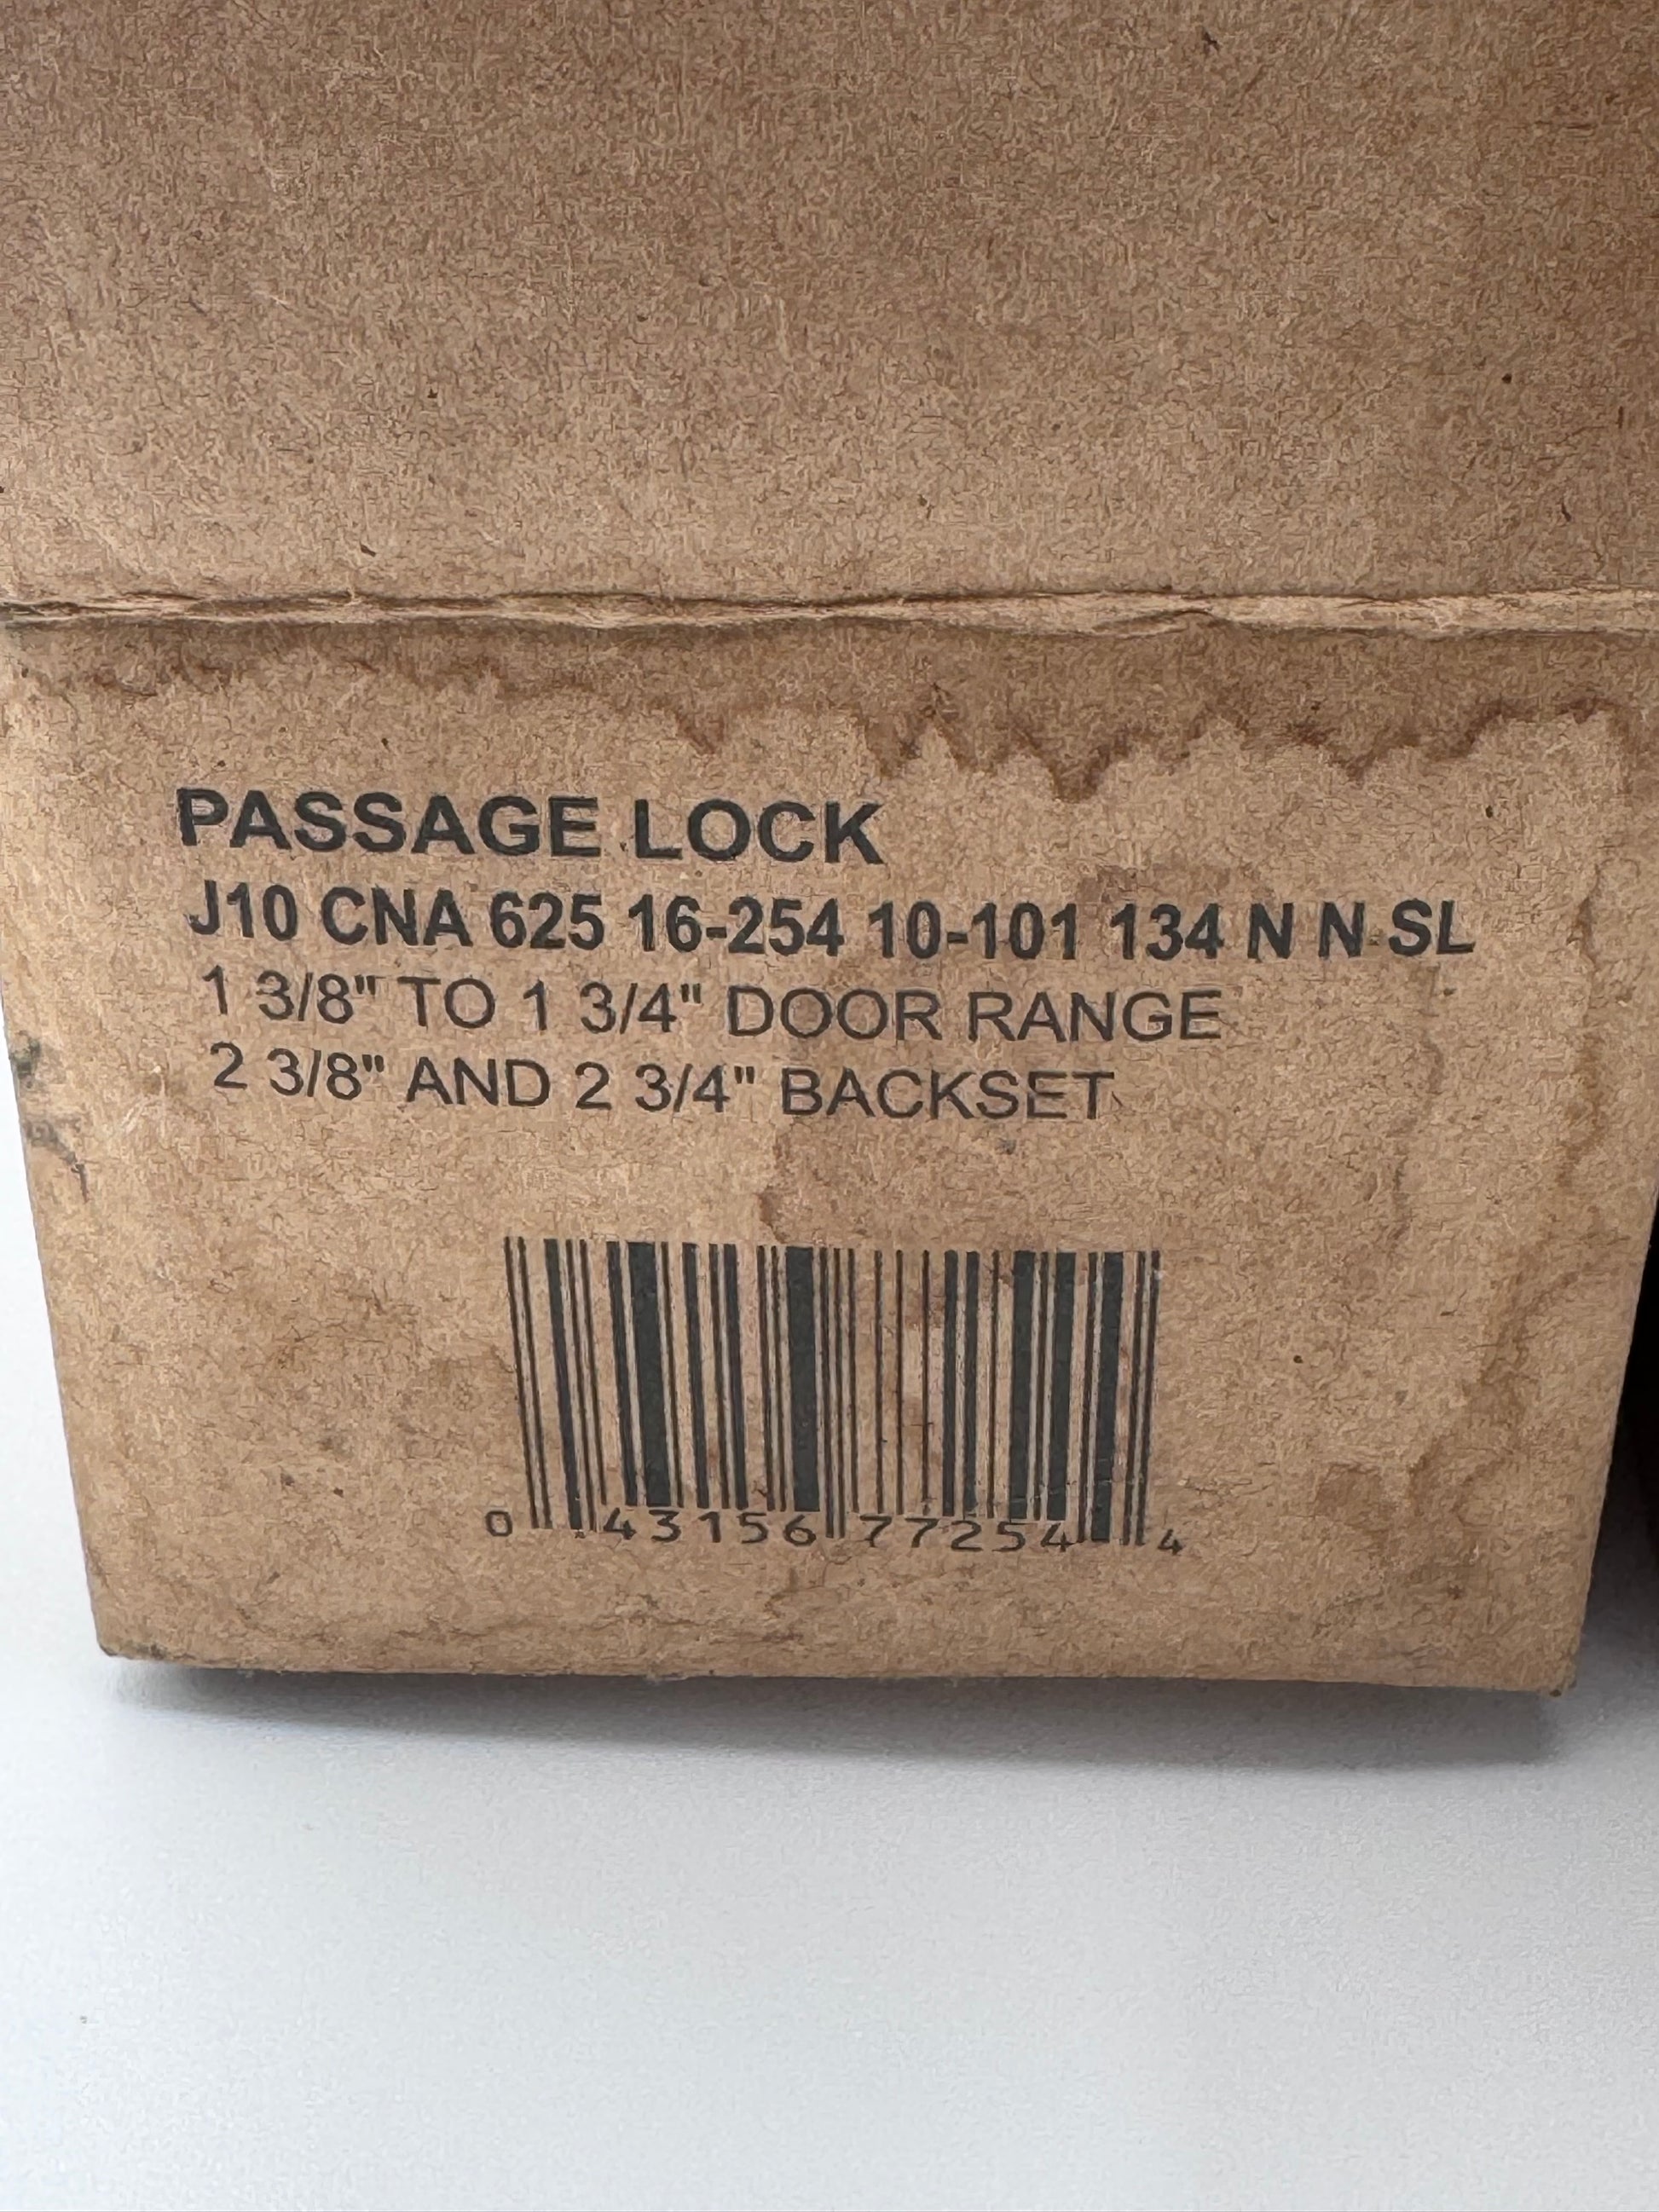 PASSAGE LOCK
J10 CNA 625 16-254 10-101 134 N N SL
1 3/8" TO 1 3/4" DOOR RANGE
2 3/8" AND 2 3/4" BACKSET
0 43156 77254 4